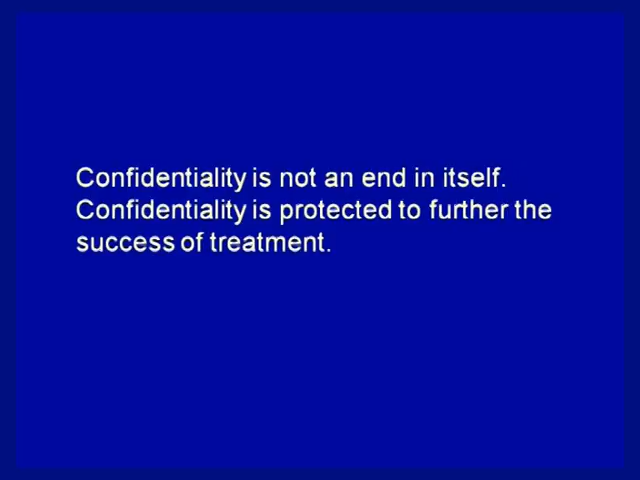 Confidentiality is not an end in itself.
Confidentiality is protected to further the
success of treatment.